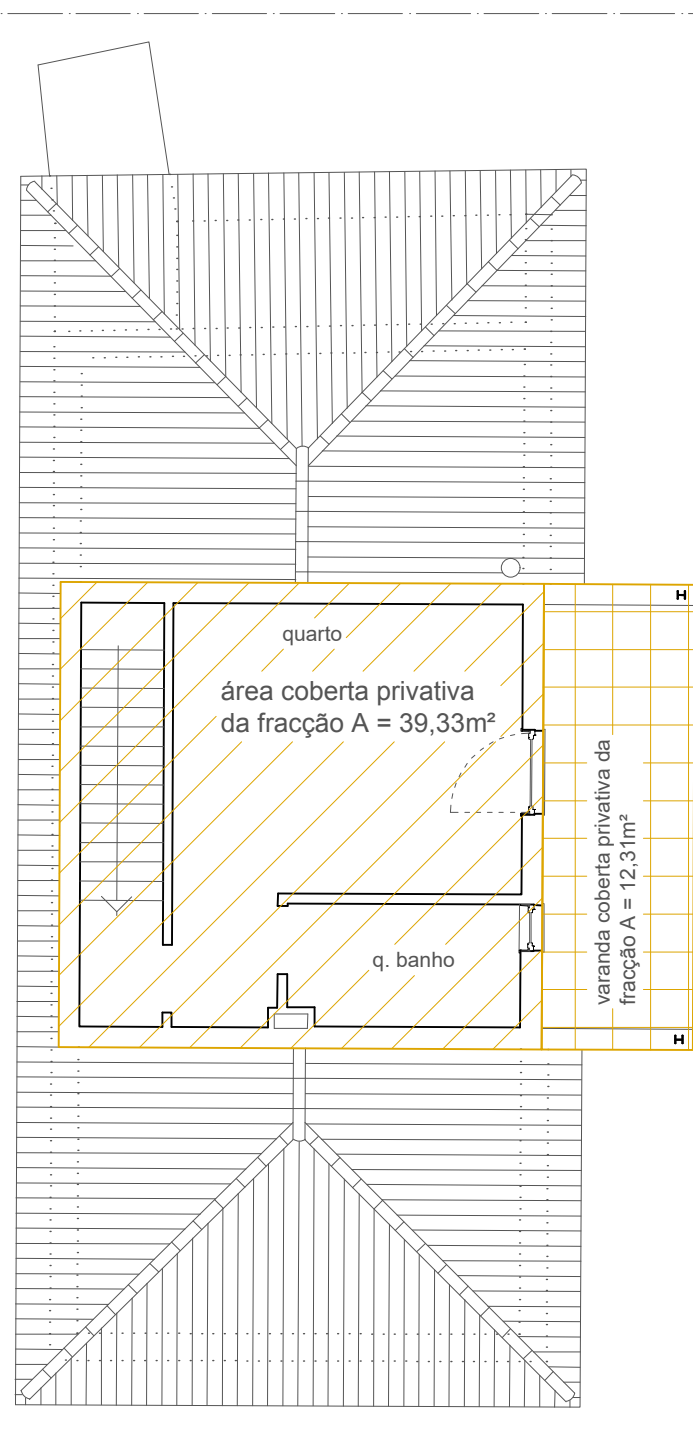 quarto
área coberta privativa
da fracção A = 39,33m²
varanda coberta privativa da
fracção A = 12,31m²
q. banho
H
H